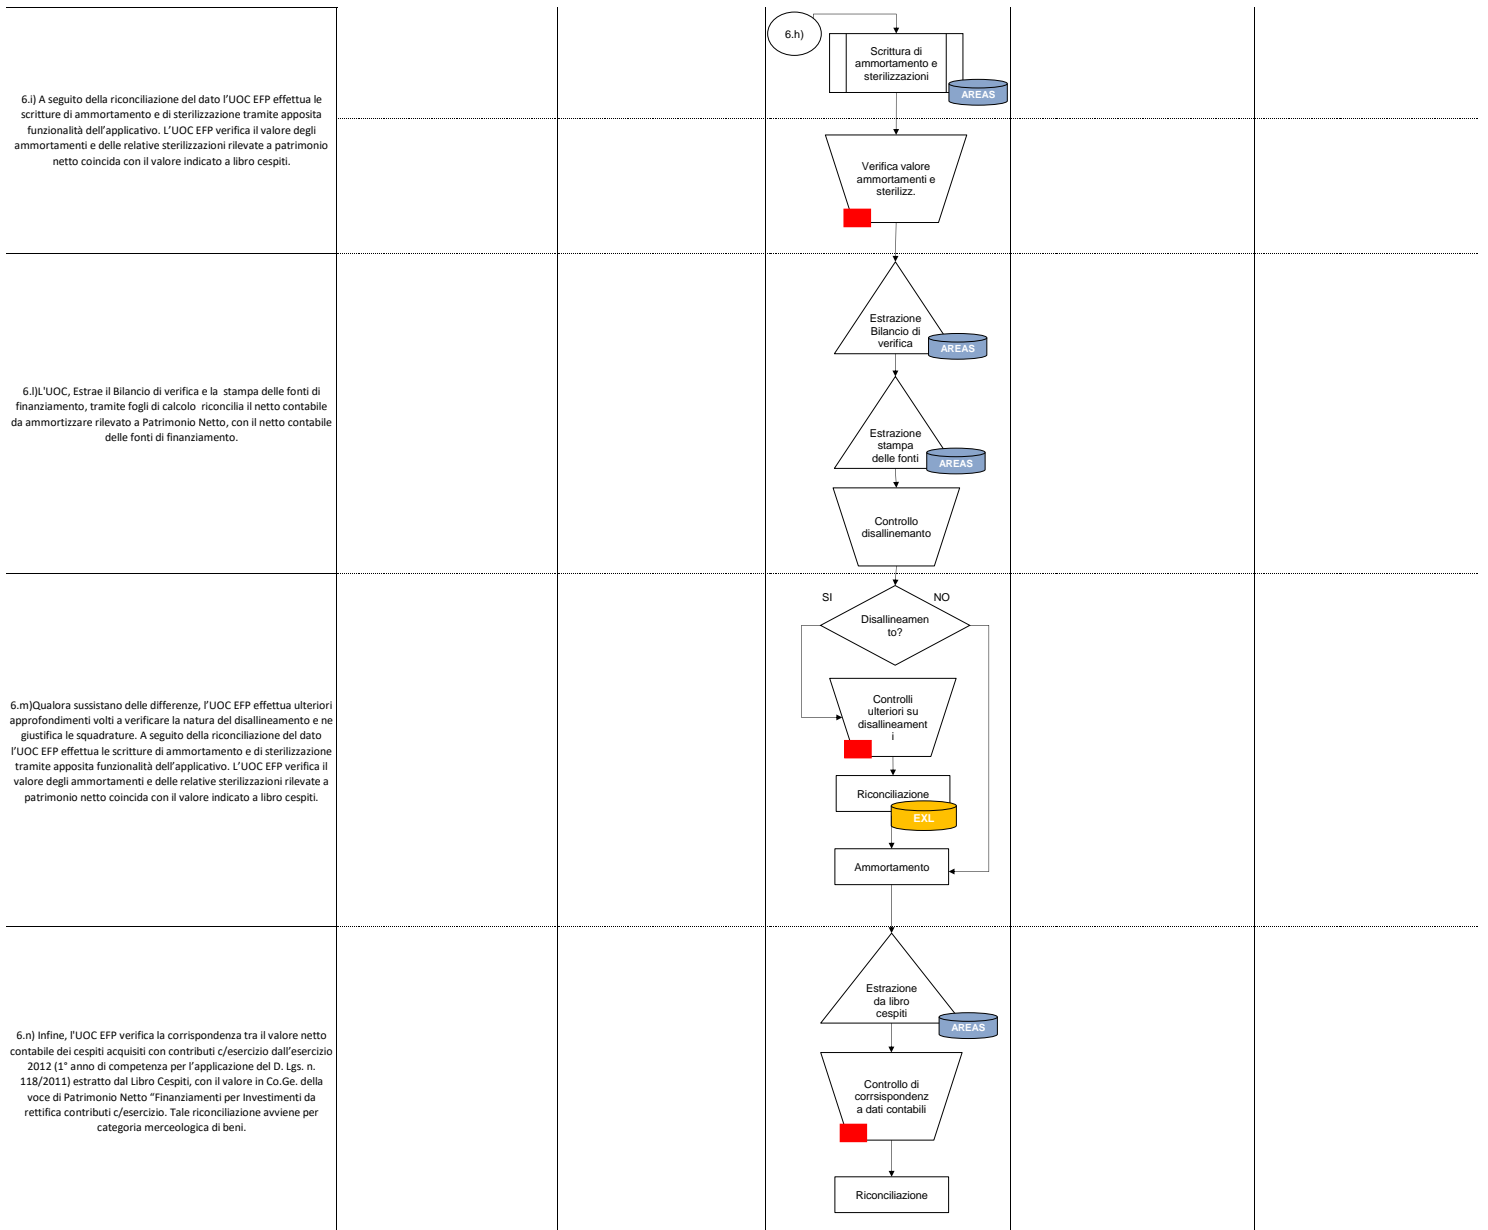 6.h)
Scrittura di
ammortamento e
sterilizzazioni
AREAS
6.i) A seguito della riconciliazione del dato l'UOC EFP effettua le
scritture di ammortamento e di sterilizzazione tramite apposita
funzionalità dell'applicativo. L'UOC EFP verifica il valore degli
ammortamenti e delle relative sterilizzazioni rilevate a patrimonio
netto coincida con il valore indicato a libro cespiti.
Verifica valore
ammortamenti e
sterilizz.
Estrazione
Bilancio di
verifica
AREAS
6.l)L'UOC, Estrae il Bilancio di verifica e la  stampa delle fonti di
finanziamento, tramite fogli di calcolo  riconcilia il netto contabile
da ammortizzare rilevato a Patrimonio Netto, con il netto contabile
delle fonti di finanziamento.
Estrazione
stampa
delle fonti
AREAS
Controllo
disallinemanto
SI
NO
Disallineamen
to?
6.m)Qualora sussistano delle differenze, l'UOC EFP effettua ulteriori
approfondimenti volti a verificare la natura del disallineamento e ne
giustifica le squadrature. A seguito della riconciliazione del dato
l'UOC EFP effettua le scritture di ammortamento e di sterilizzazione
tramite apposita funzionalità dell'applicativo. L'UOC EFP verifica il
valore degli ammortamenti e delle relative sterilizzazioni rilevate a
patrimonio netto coincida con il valore indicato a libro cespiti.
Controlli
ulteriori su
disallineament
i
Riconciliazione
EXL
Ammortamento
Estrazione
da libro
cespiti
AREAS
6.n) Infine, l'UOC EFP verifica la corrispondenza tra il valore netto
contabile dei cespiti acquisiti con contributi c/esercizio dall'esercizio
2012 (1° anno di competenza per l'applicazione del D. Lgs. n.
118/2011) estratto dal Libro Cespiti, con il valore in Co.Ge. della
voce di Patrimonio Netto "Finanziamenti per Investimenti da
rettifica contributi c/esercizio. Tale riconciliazione avviene per
categoria merceologica di beni.
Controllo di
corrsispondenz
a dati contabili
Riconciliazione